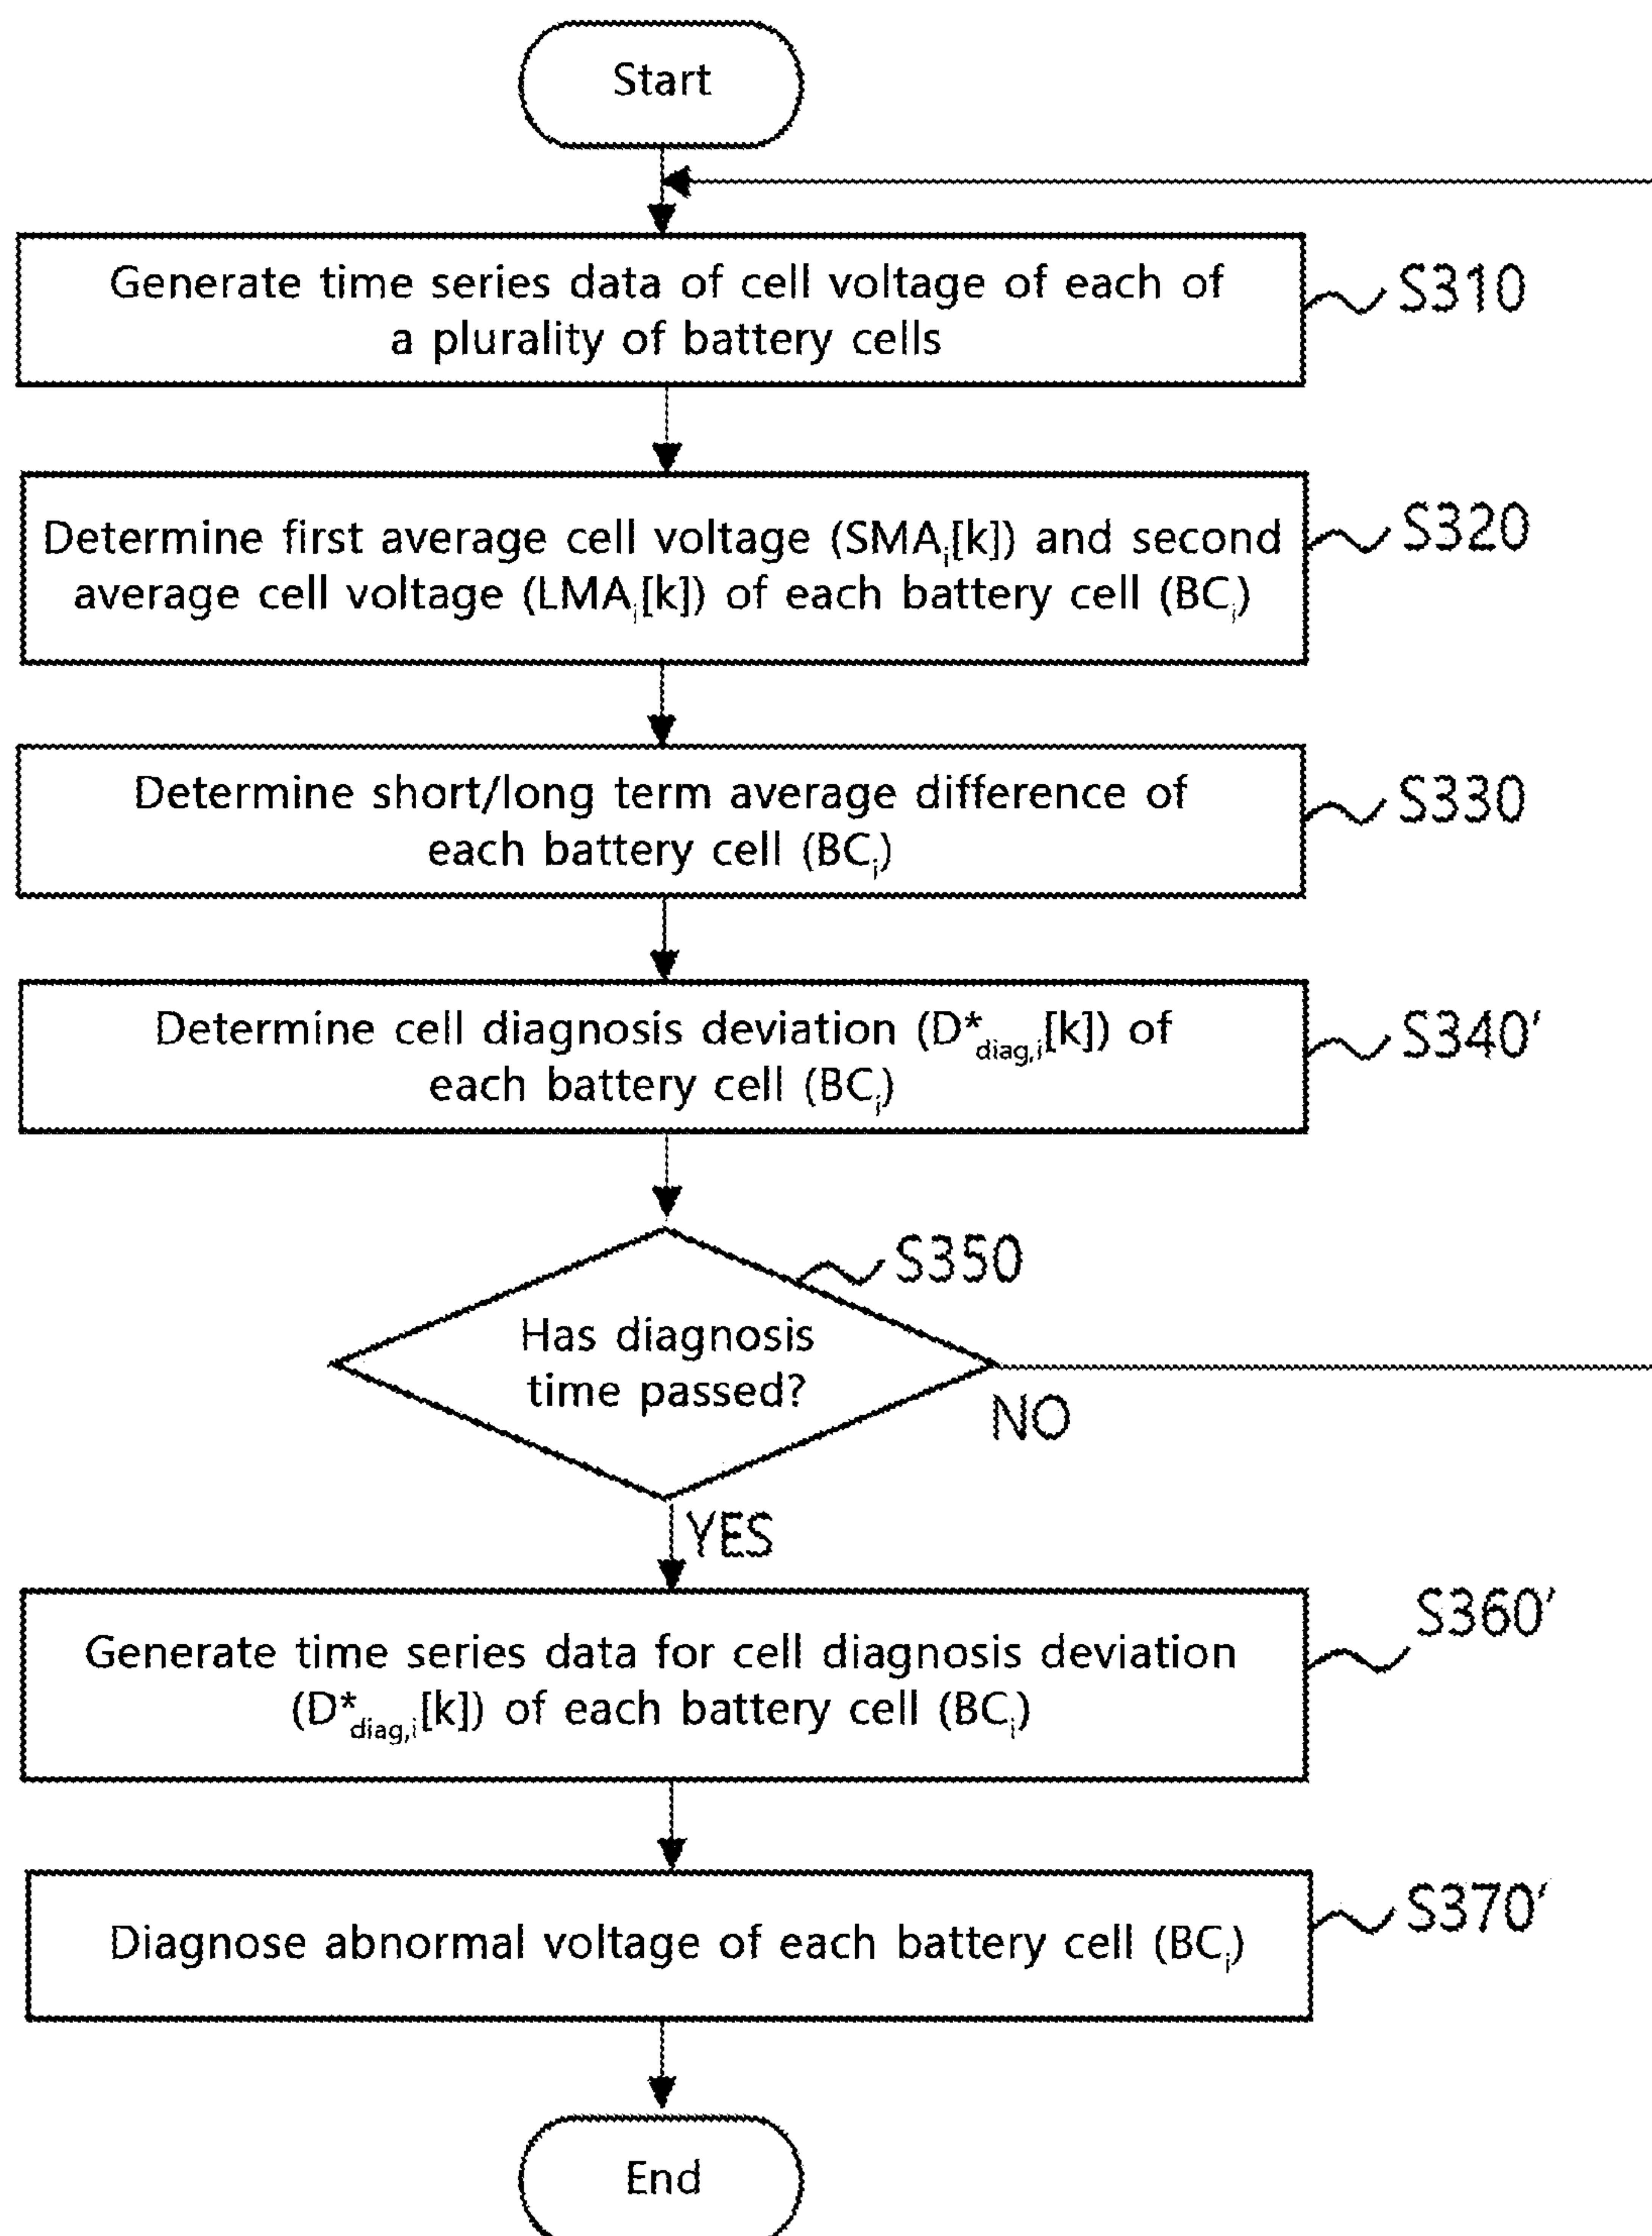 Start
Generate time series data of cell voltage of each of
a plurality of battery cells
S310
Determine first average cell voltage (SMAi[k]) and second
average cell voltage (LMAi[k]) of each battery cell (BCi)
S320
Determine short/long term average difference of
each battery cell (BCi)
S330
Determine cell diagnosis deviation (D*diag,i[k]) of
each battery cell (BCi)
S340'
S350
Has diagnosis
time passed?
NO
YES
Generate time series data for cell diagnosis deviation
(D*diag,i[k]) of each battery cell (BCi)
S360'
Diagnose abnormal voltage of each battery cell (BCi)
S370'
End